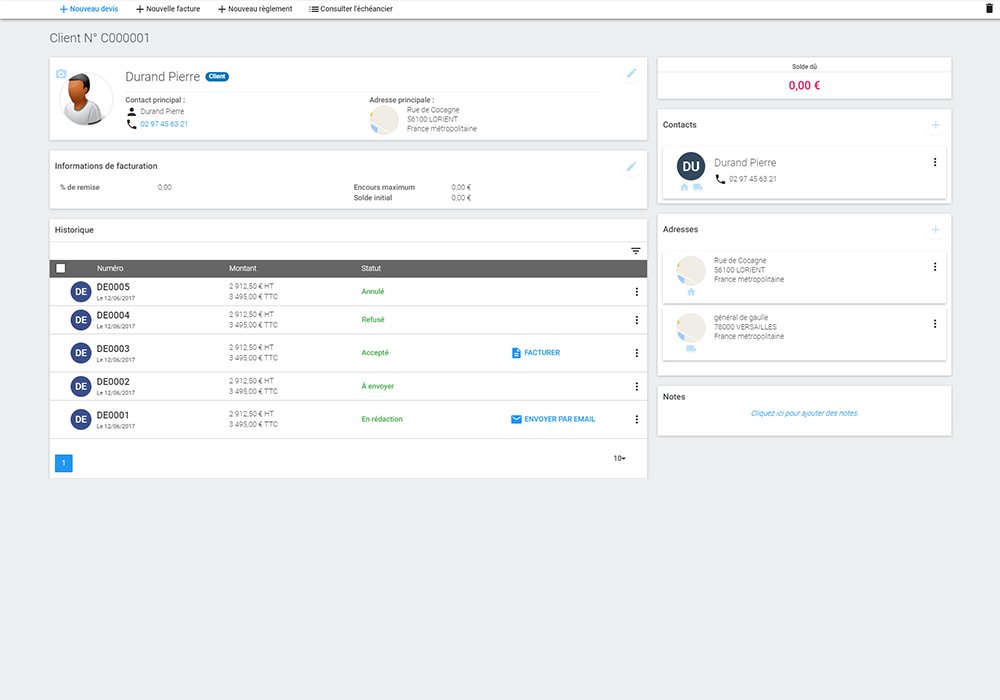 Nouveau devis Nouvelle facture Nouveau règlement Consulter l'échéancier
Client N° C000001
Durand Pierre Client
Contact principal :
Durand Pierre
02 97 45 63 21
Adresse principale :
Rue de Cocagne
56100 LORIENT
France métropolitaine
Informations de facturation
% de remise 0,00
Encours maximum 0,00 €
Solde initial 0,00 €
Historique
Numéro Montant Statut
DE DE0005 2 912,50 € HT Annulé
Le 12/06/2017 3 495,00 € TTC
DE DE0004 2 912,50 € HT Refusé
Le 12/06/2017 3 495,00 € TTC
DE DE0003 2 912,50 € HT Accepté FACTURER
Le 12/06/2017 3 495,00 € TTC
DE DE0002 2 912,50 € HT À envoyer
Le 12/06/2017 3 495,00 € TTC
DE DE0001 2 912,50 € HT En rédaction ENVOYER PAR EMAIL
Le 12/06/2017 3 495,00 € TTC
1 10
Solde dû
0,00 €
Contacts
DU Durand Pierre
02 97 45 63 21
Adresses
Rue de Cocagne
56100 LORIENT
France métropolitaine
général de gaulle
78000 VERSAILLES
France métropolitaine
Notes
Cliquez ici pour ajouter des notes